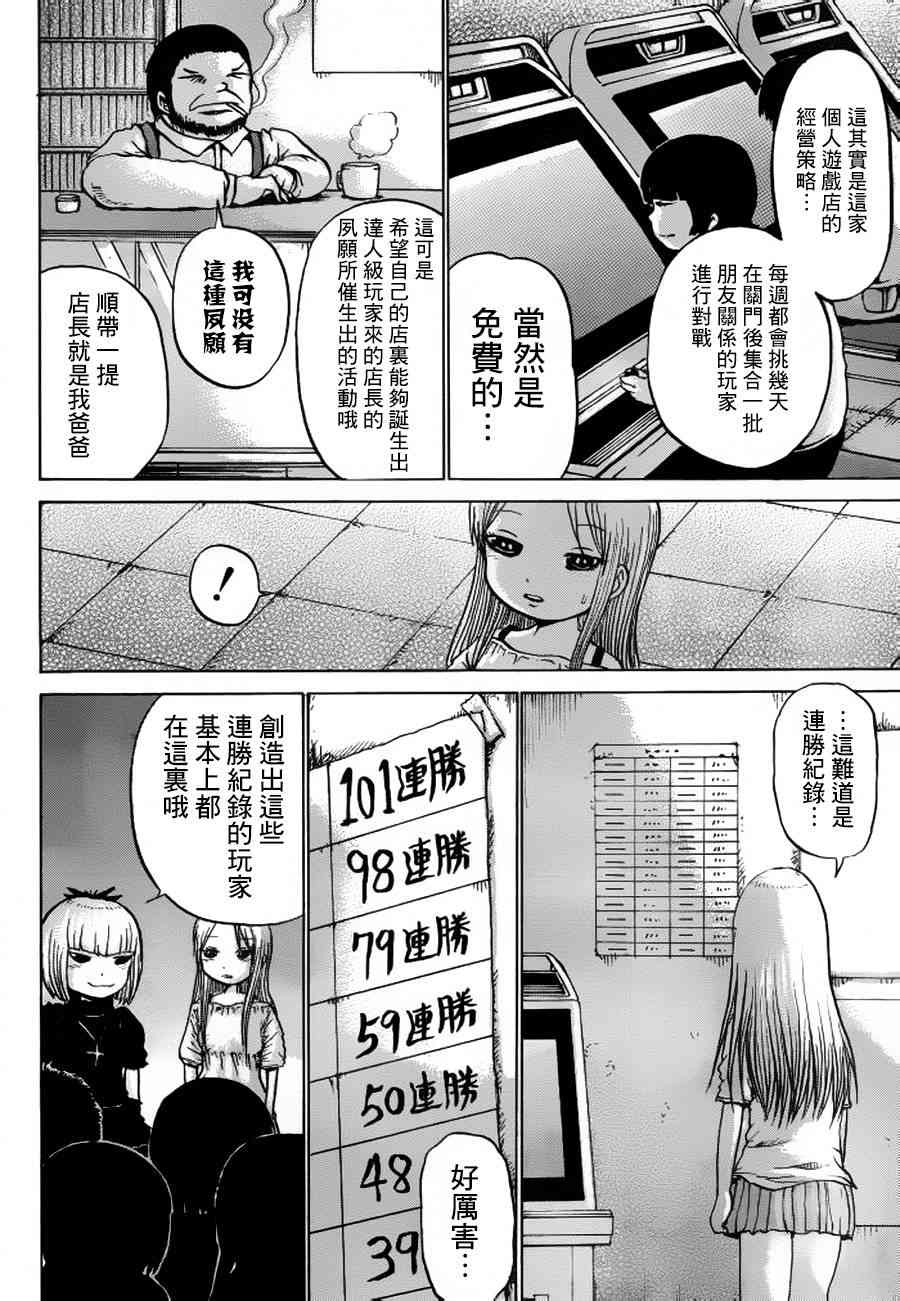 這其實是這家
個人遊戲店的
經營策略…
每週都會挑幾天
在關門後集合一批
朋友關係的玩家
進行對戰
當然是
免費的…
這可是
希望自己的店裏能夠誕生出
達人級玩家來的店長的
夙願所催生出的活動哦
我可沒有
這種夙願
順帶一提
店長就是我爸爸
！
…這難道是
連勝紀錄…
101連勝
98連勝
79連勝
59連勝
50連勝
48
39
好厲害…
創造出這些
連勝紀錄的玩家
基本上都
在這裏哦